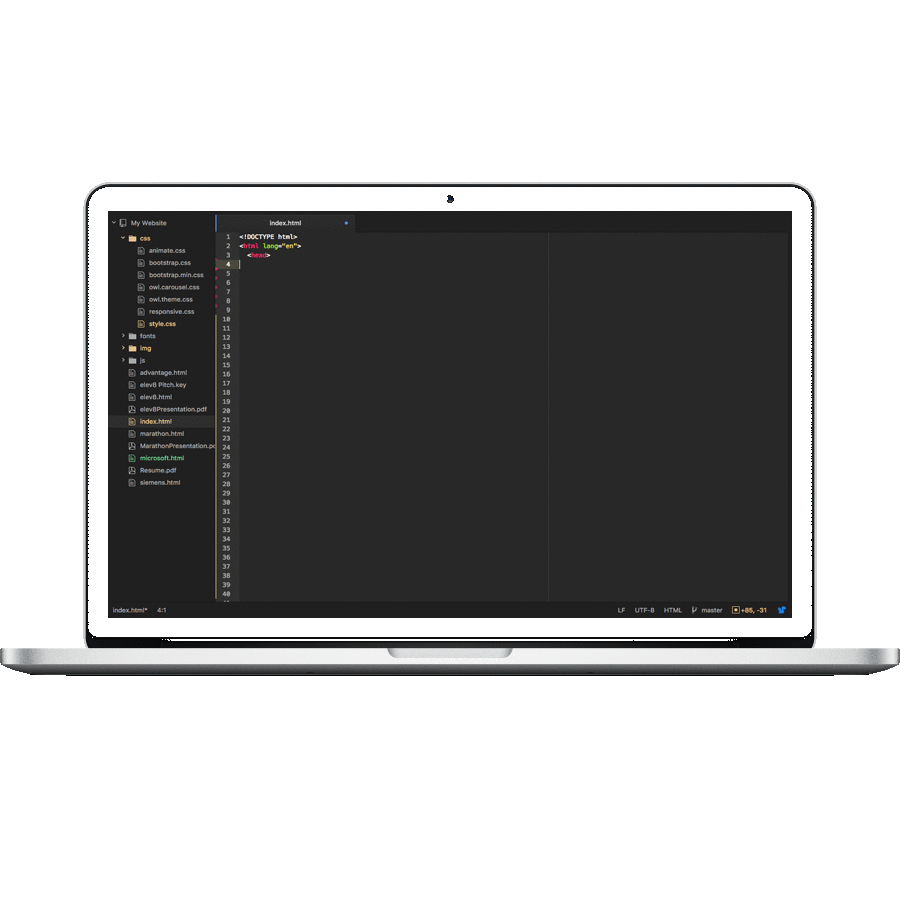 My Website
css
animate.css
bootstrap.css
bootstrap.min.css
owl.carousel.css
owl.theme.css
responsive.css
style.css
fonts
img
js
advantage.html
elev8 Pitch.key
elev8.html
elev8Presentation.pdf
index.html
marathon.html
MarathonPresentation.pd
microsoft.html
Resume.pdf
siemens.html
index.html
1 <!DOCTYPE html>
2 <html lang="en">
3 <head>
4
5
6
7
8
9
10
11
12
13
14
15
16
17
18
19
20
21
22
23
24
25
26
27
28
29
30
31
32
33
34
35
36
37
38
39
40
index.html* 4:1 LF UTF-8 HTML master +85, -31